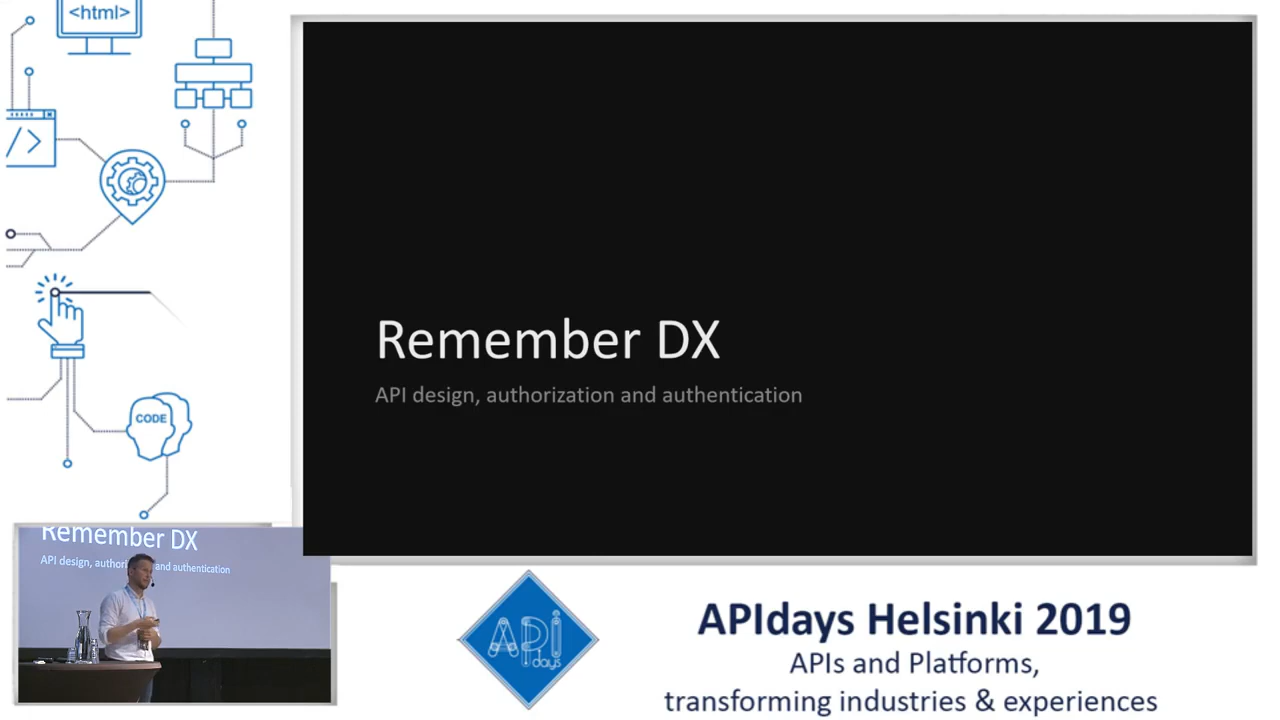 <html>
</>
CODE
Remember DX
API design, authorization and authentication
Remember DX
API design, authori and authentication
API
days
APIdays Helsinki 2019
APIs and Platforms,
transforming industries & experiences